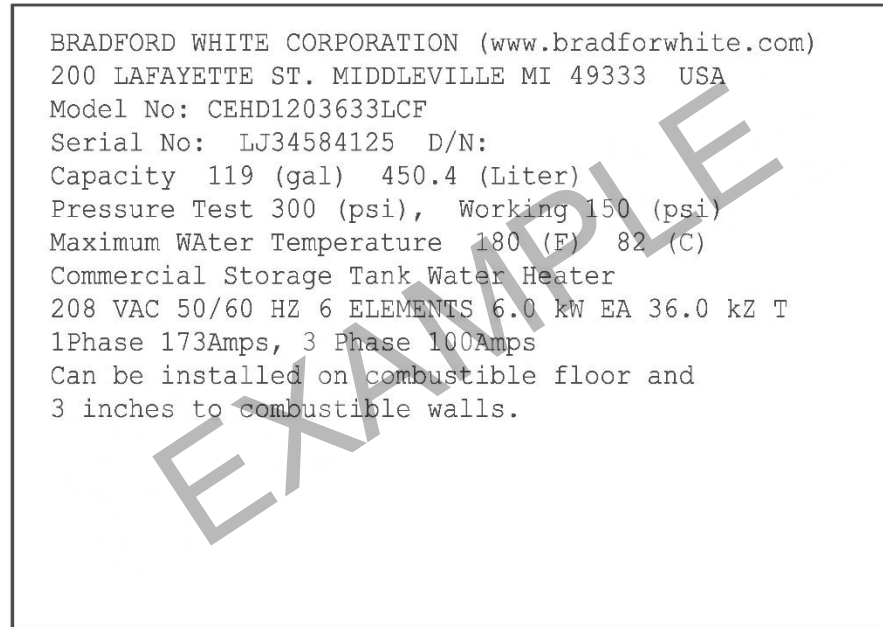 BRADFORD WHITE CORPORATION (www.bradforwhite.com)
200 LAFAYETTE ST. MIDDLEVILLE MI 49333 USA
Model No: CEHD1203633LCF
Serial No: LJ34584125 D/N:
Capacity 119 (gal) 450.4 (Liter)
Pressure Test 300 (psi), Working 150 (psi)
Maximum WAter Temperature 180 (F) 82 (C)
Commercial Storage Tank Water Heater
208 VAC 50/60 HZ 6 ELEMENTS 6.0 kW EA 36.0 kZ T
1Phase 173Amps, 3 Phase 100Amps
Can be installed on combustible floor and
3 inches to combustible walls.
EXAMPLE